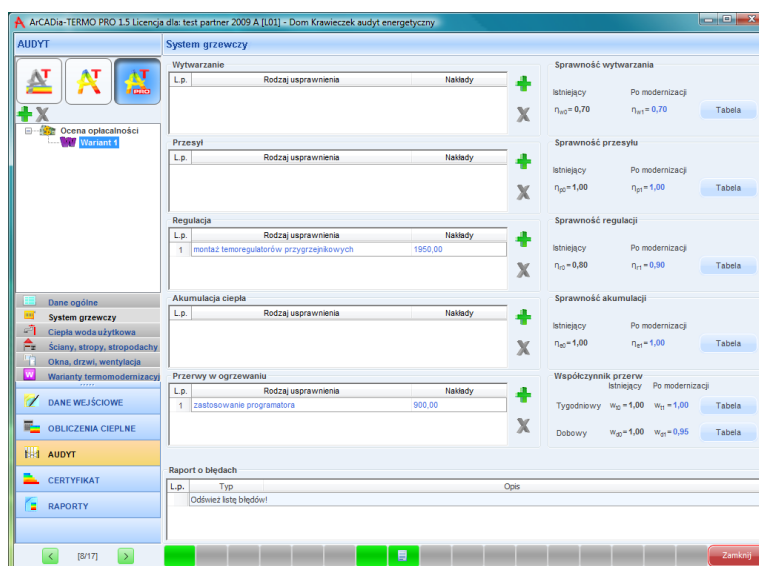 ArCADia-TERMO PRO 1.5 Licencja dla: test partner 2009 A [L01] - Dom Krawieczek audyt energetyczny
AUDYT
System grzewczy
AT
AT
AT
PRO
Ocena opłacalności
Wariant 1
Wytwarzanie
L.p. Rodzaj usprawnienia Nakłady
Sprawność wytwarzania
Istniejący Po modernizacji
ηw0= 0,70 ηw1= 0,70 Tabela
Przesył
L.p. Rodzaj usprawnienia Nakłady
Sprawność przesyłu
Istniejący Po modernizacji
ηp0= 1,00 ηp1= 1,00 Tabela
Regulacja
L.p. Rodzaj usprawnienia Nakłady
1 montaż temoregulatorów przygrzejnikowych 1950,00
Sprawność regulacji
Istniejący Po modernizacji
ηr0= 0,80 ηr1= 0,90 Tabela
Akumulacja ciepła
L.p. Rodzaj usprawnienia Nakłady
Sprawność akumulacji
Istniejący Po modernizacji
ηe0= 1,00 ηe1= 1,00 Tabela
Przerwy w ogrzewaniu
L.p. Rodzaj usprawnienia Nakłady
1 zastosowanie programatora 900,00
Współczynnik przerw
Istniejący Po modernizacji
Tygodniowy wt0= 1,00 wt1= 1,00 Tabela
Dobowy wd0= 1,00 wd1= 0,95 Tabela
Dane ogólne
System grzewczy
Ciepła woda użytkowa
Ściany, stropy, stropodachy
Okna, drzwi, wentylacja
Warianty termomodernizacyj
DANE WEJŚCIOWE
OBLICZENIA CIEPLNE
AUDYT
CERTYFIKAT
RAPORTY
Raport o błędach
L.p. Typ Opis
Odśwież listę błędów!
< [8/17] >
Zamknij